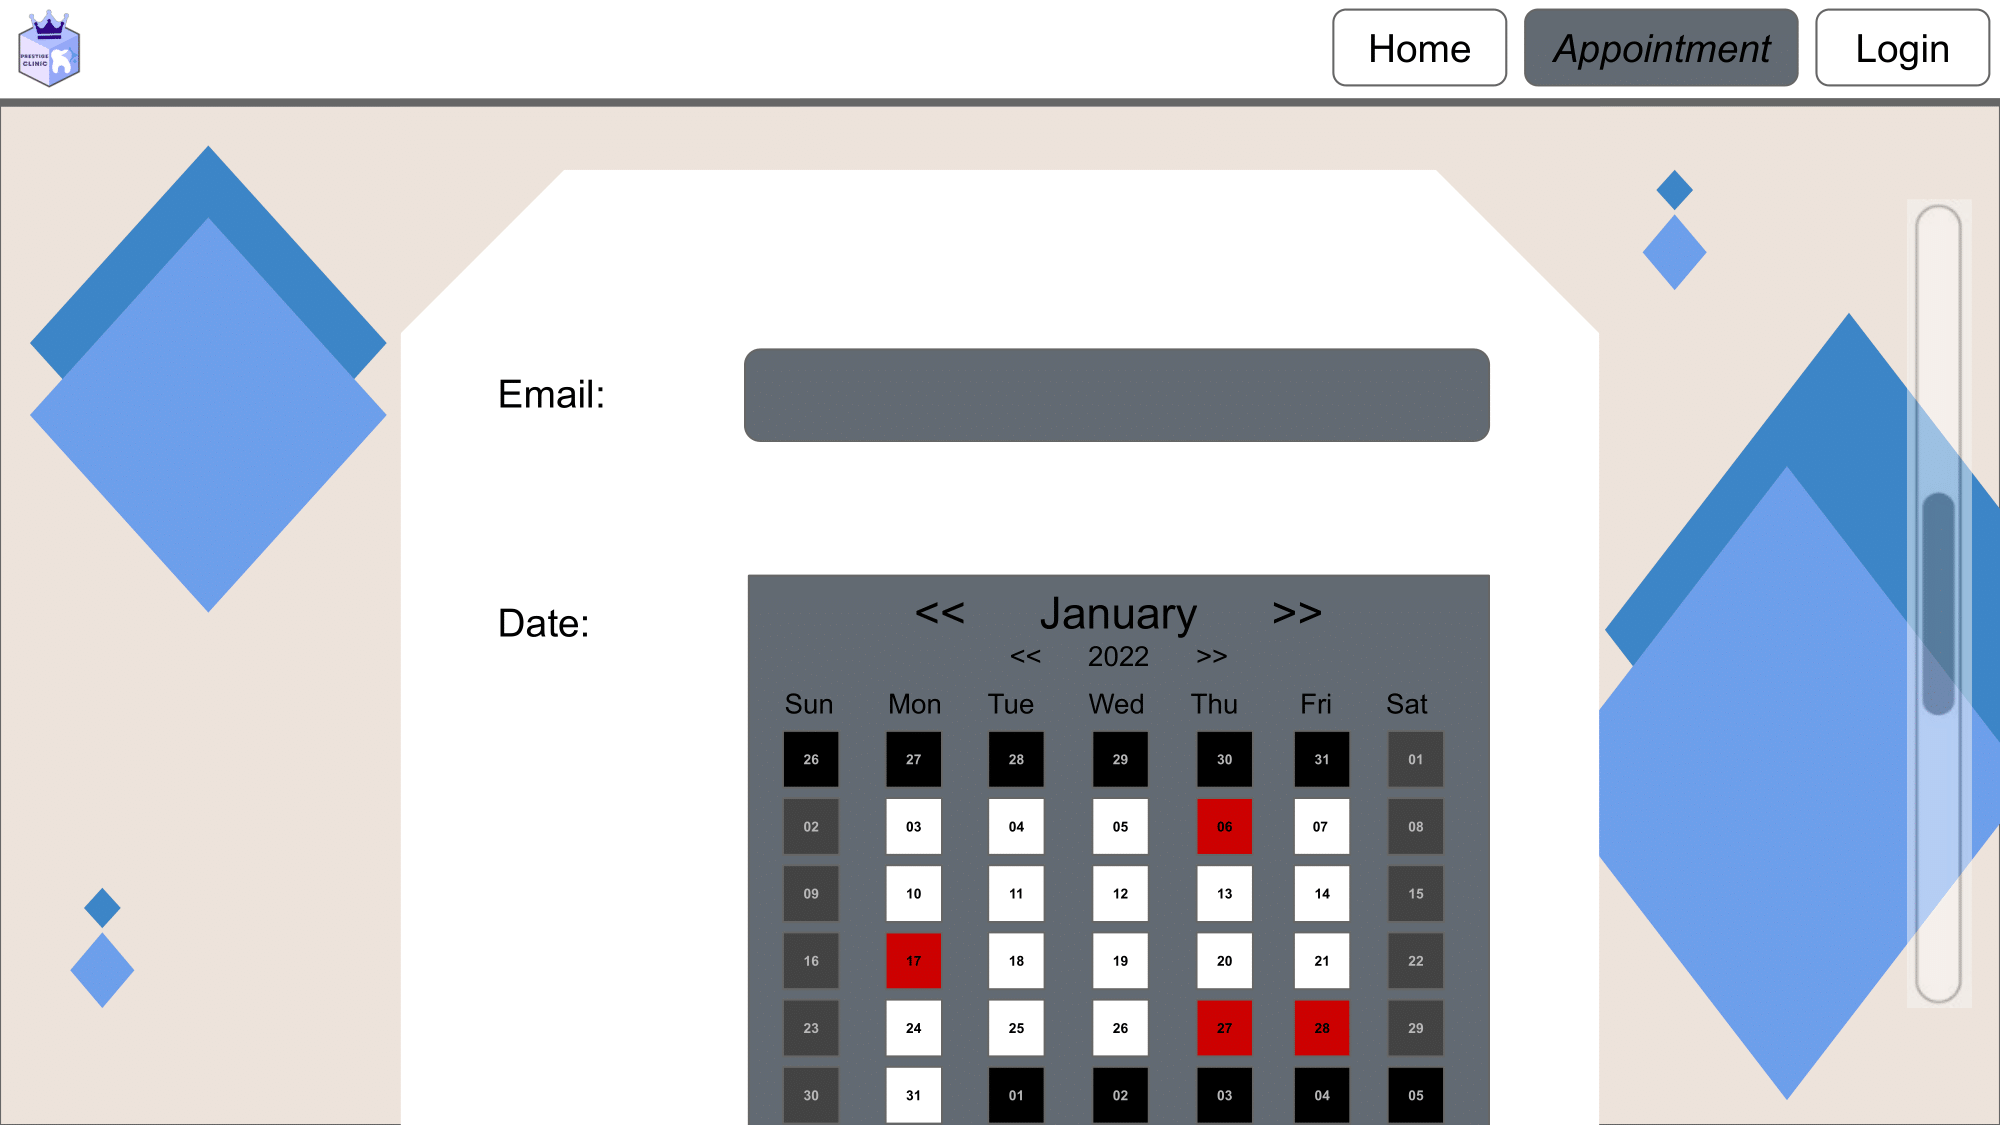 PRESTIGE
CLINIC
Home Appointment Login
Email:
Date:
<< January >>
<< 2022 >>
Sun Mon Tue Wed Thu Fri Sat
26 27 28 29 30 31 01
02 03 04 05 06 07 08
09 10 11 12 13 14 15
16 17 18 19 20 21 22
23 24 25 26 27 28 29
30 31 01 02 03 04 05